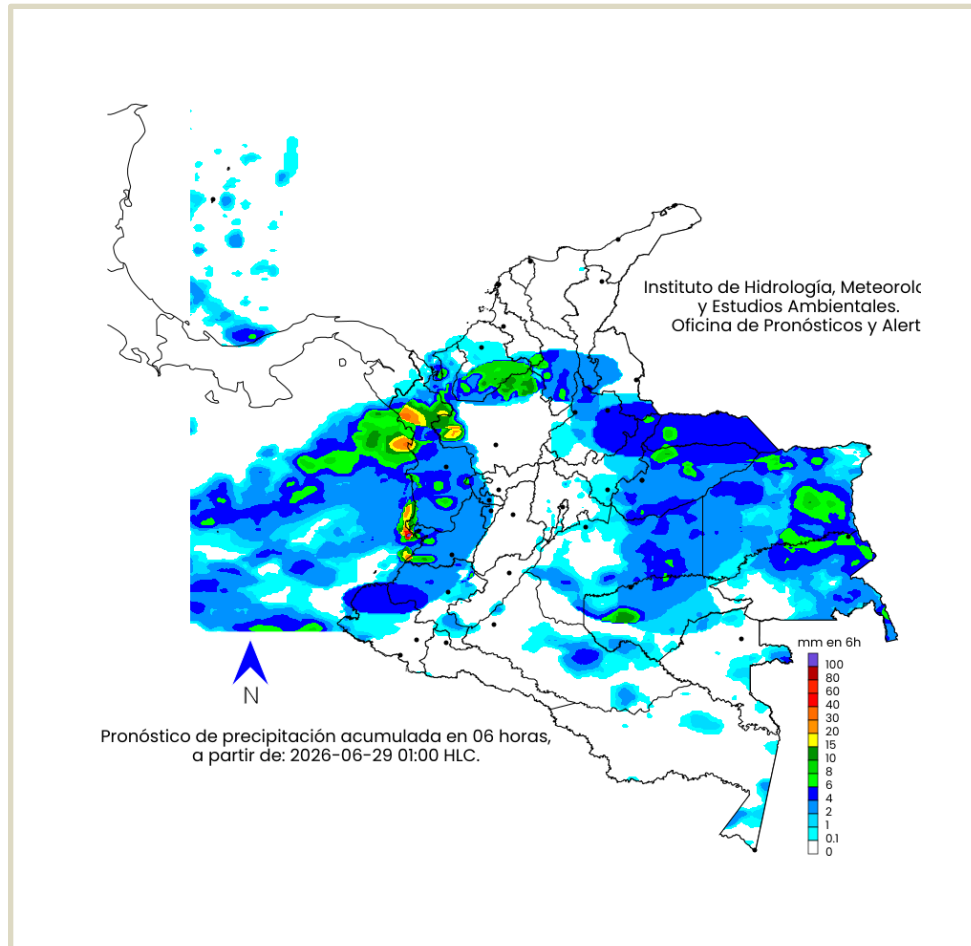 Instituto de Hidrología, Meteorolo
y Estudios Ambientales.
Oficina de Pronósticos y Alert
mm en 6h
100
80
60
40
30
20
15
10
8
6
4
2
1
0.1
0
N
Pronóstico de precipitación acumulada en 06 horas,
a partir de: 2026-06-29 01:00 HLC.